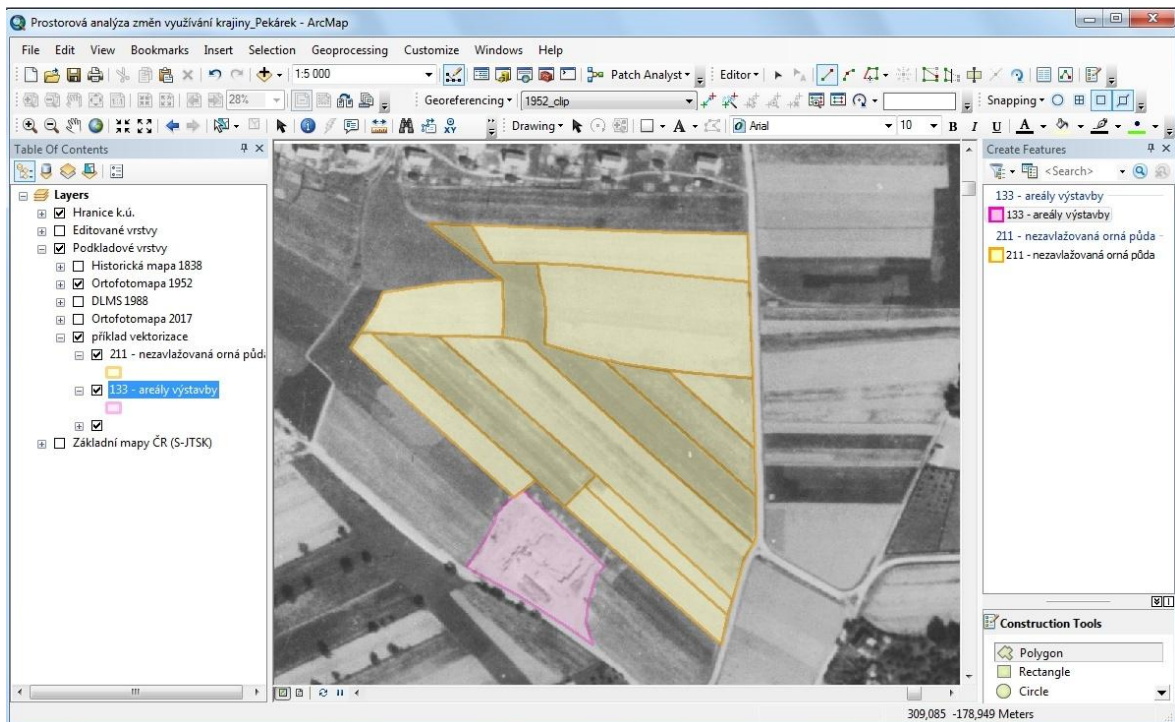 Prostorová analýza změn využívání krajiny_Pekárek - ArcMap
File Edit View Bookmarks Insert Selection Geoprocessing Customize Windows Help
1:5 000 Patch Analyst Editor
28% Georeferencing 1952_clip Snapping
Drawing A Arial 10 B I U A
Table Of Contents
Layers
Hranice k.ú.
Editované vrstvy
Podkladové vrstvy
Historická mapa 1838
Ortofotomapa 1952
DLMS 1988
Ortofotomapa 2017
příklad vektorizace
211 - nezavlažovaná orná půda
133 - areály výstavby
Základní mapy ČR (S-JTSK)
Create Features
<Search>
133 - areály výstavby
133 - areály výstavby
211 - nezavlažovaná orná půda
211 - nezavlažovaná orná půda
Construction Tools
Polygon
Rectangle
Circle
309,085 -178,949 Meters